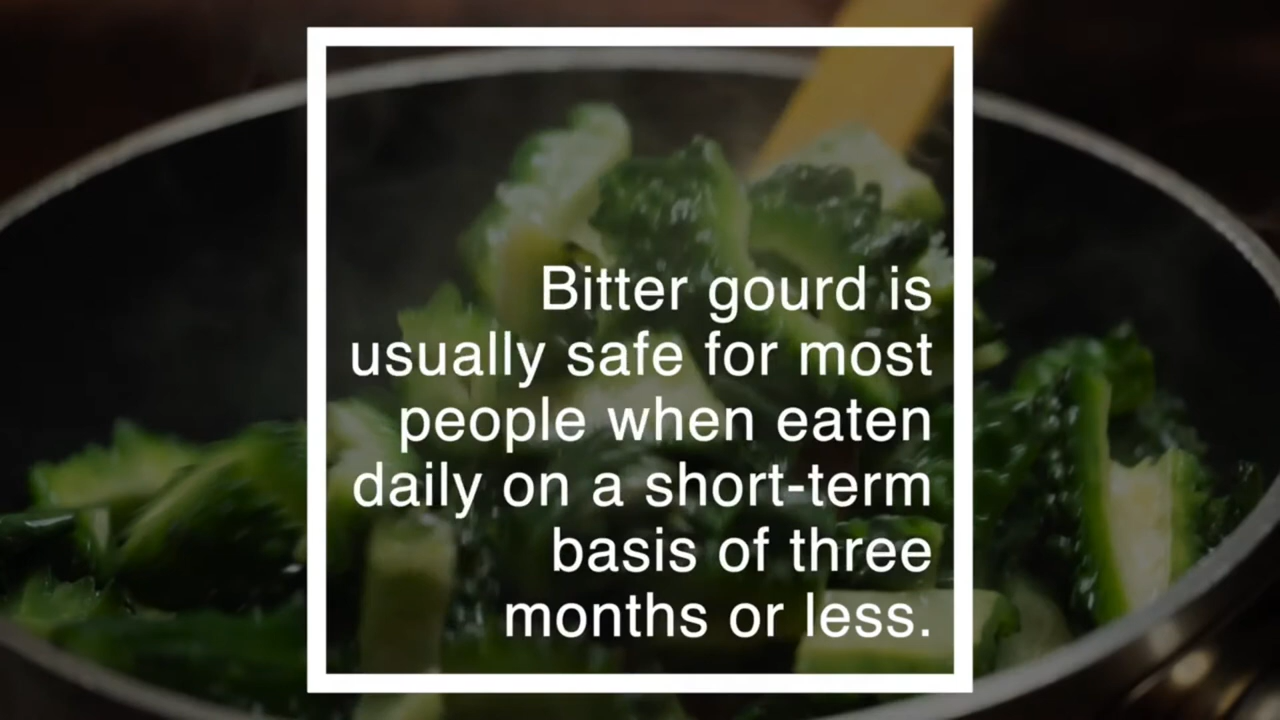 Bitter gourd is
usually safe for most
people when eaten
daily on a short-term
basis of three
months or less.